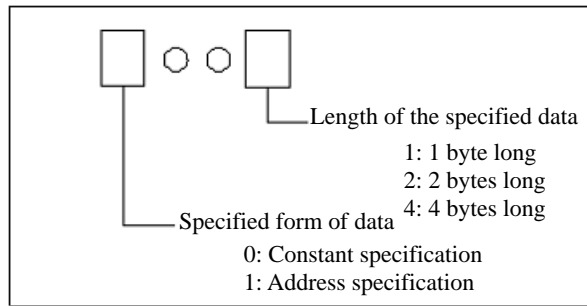 Length of the specified data
1: 1 byte long
2: 2 bytes long
4: 4 bytes long
Specified form of data
0: Constant specification
1: Address specification